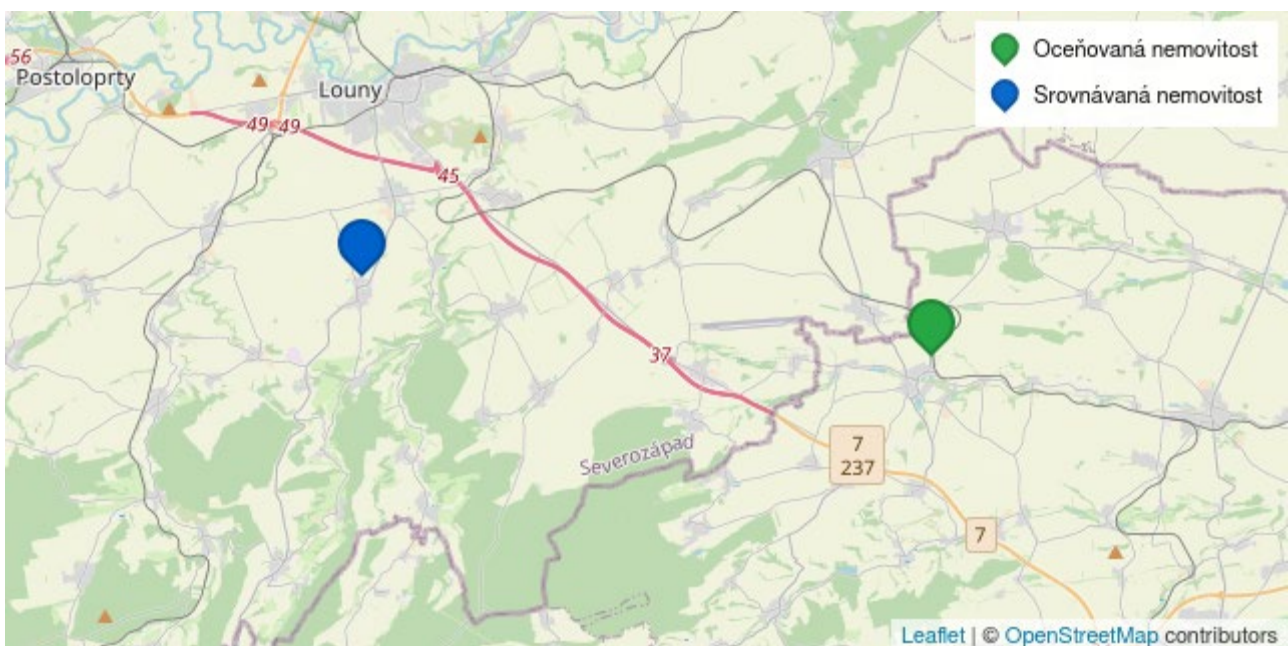 Oceňovaná nemovitost
Srovnávaná nemovitost
56
Postoloprty
Louny
49 49
45
37
Severozápad
7
237
7
Leaflet | © OpenStreetMap contributors